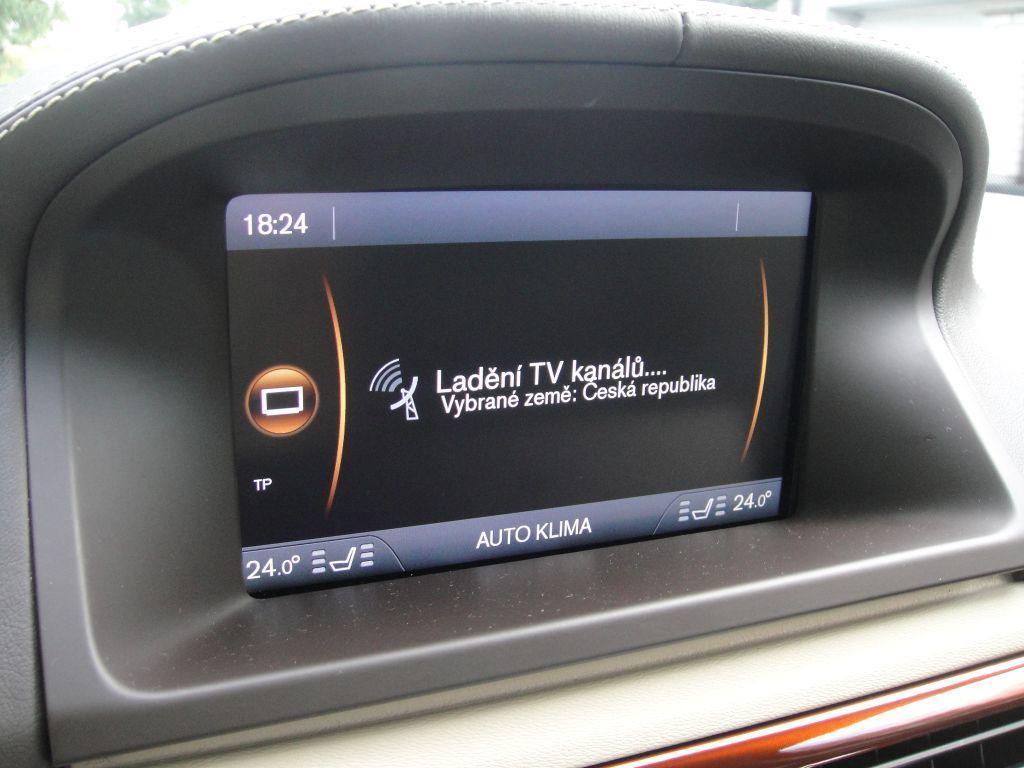 18:24
Ladění TV kanálů....
Vybrané země: Česká republika
TP
24.0°
AUTO KLIMA
24.0°